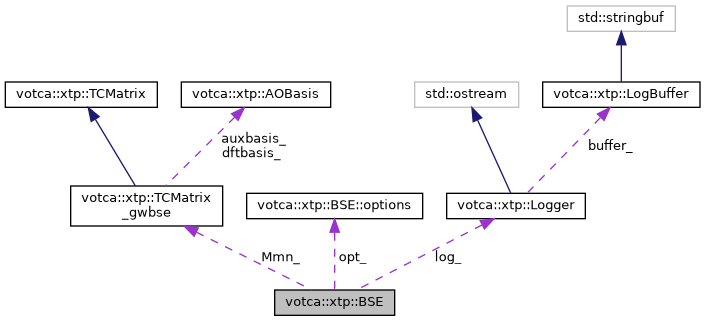 std::stringbuf
votca::xtp::TCMatrix
votca::xtp::AOBasis
std::ostream
votca::xtp::LogBuffer
auxbasis_
dftbasis_
buffer_
votca::xtp::TCMatrix
_gwbse
votca::xtp::BSE::options
votca::xtp::Logger
Mmn_
opt_
log_
votca::xtp::BSE